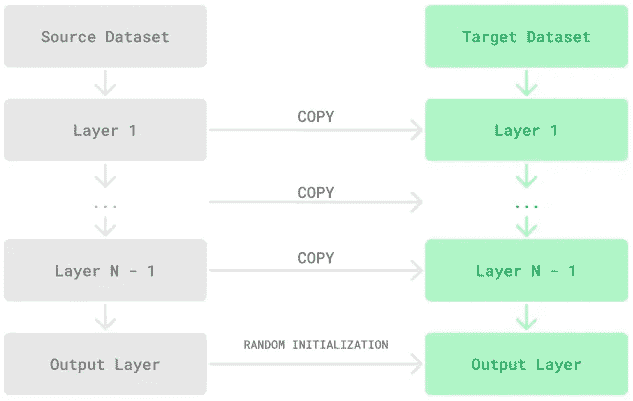 Source Dataset
Target Dataset
Layer 1
COPY
Layer 1
...
COPY
...
Layer N - 1
COPY
Layer N - 1
Output Layer
RANDOM INITIALIZATION
Output Layer